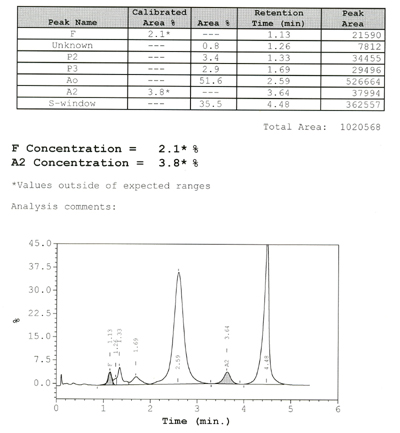 Peak Name Calibrated Area % Area % Retention Time (min) Peak Area
F 2.1* --- 1.13 21590
Unknown --- 0.8 1.26 7812
P2 --- 3.4 1.33 34455
P3 --- 2.9 1.69 29496
Ao --- 51.6 2.59 526664
A2 3.8* --- 3.64 37994
S-window --- 35.5 4.48 362557
Total Area: 1020568
F Concentration = 2.1* %
A2 Concentration = 3.8* %
*Values outside of expected ranges
Analysis comments:
45.0
37.5
30.0
22.5
15.0
7.5
0.0
%
F - 1.13
1.26
1.33
1.69
2.59
A2 - 3.64
4.48
0 1 2 3 4 5 6
Time (min.)